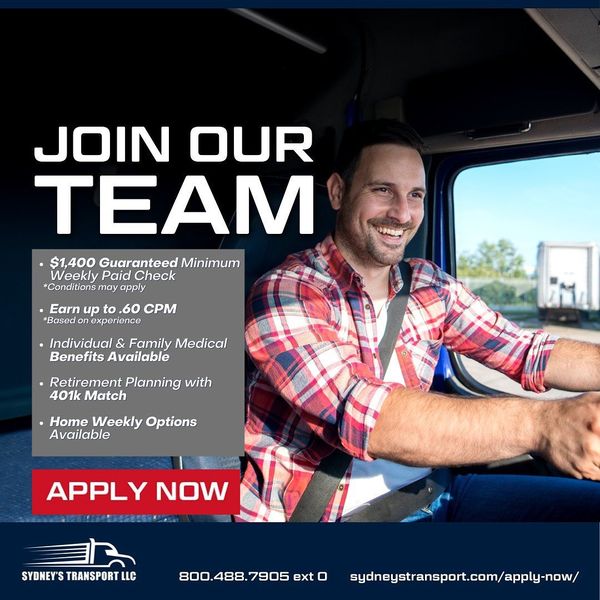 JOIN OUR
TEAM
• $1,400 Guaranteed Minimum
Weekly Paid Check
*Conditions may apply
• Earn up to .60 CPM
*Based on experience
• Individual & Family Medical
Benefits Available
• Retirement Planning with
401k Match
• Home Weekly Options
Available
APPLY NOW
SYDNEY'S TRANSPORT LLC
800.488.7905 ext 0
sydneystransport.com/apply-now/